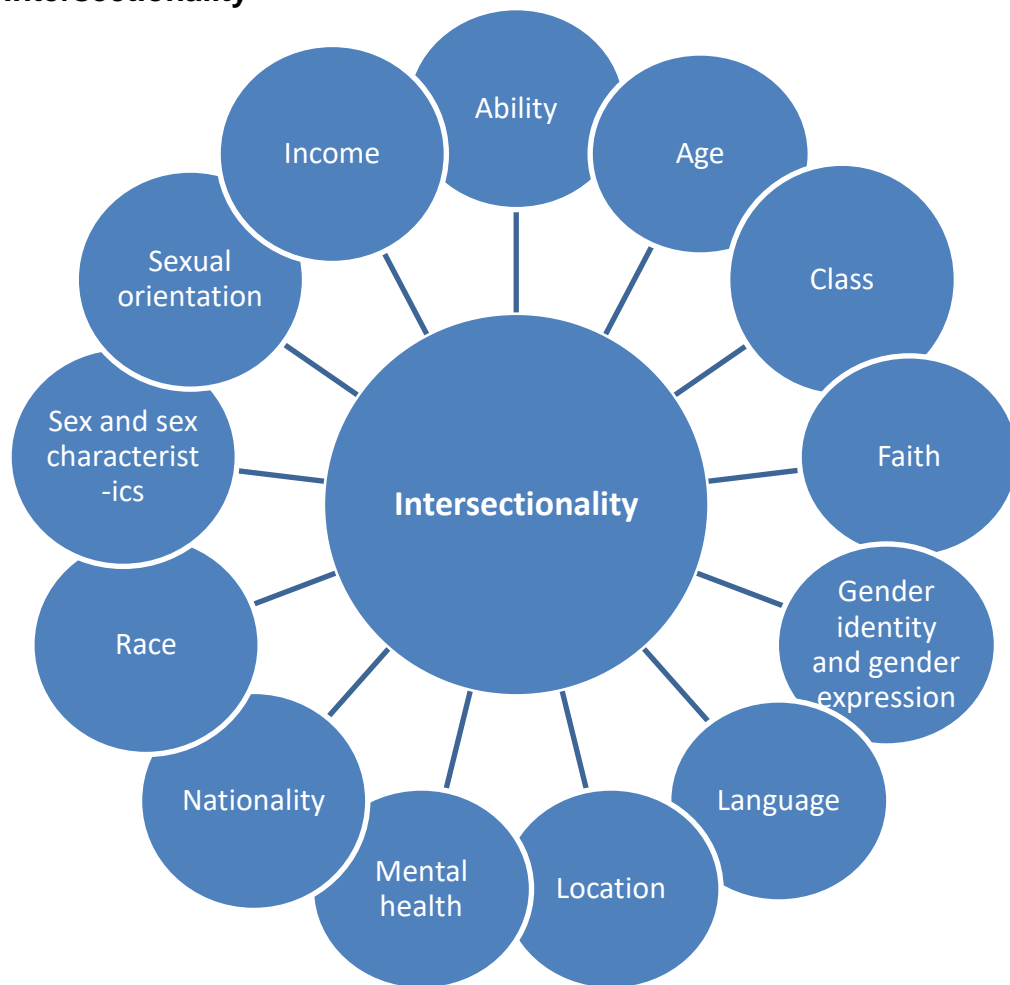 Intersectionality
Ability
Age
Class
Faith
Gender
identity
and gender
expression
Language
Location
Mental
health
Nationality
Race
Sex and sex
characterist
-ics
Sexual
orientation
Income
Intersectionality